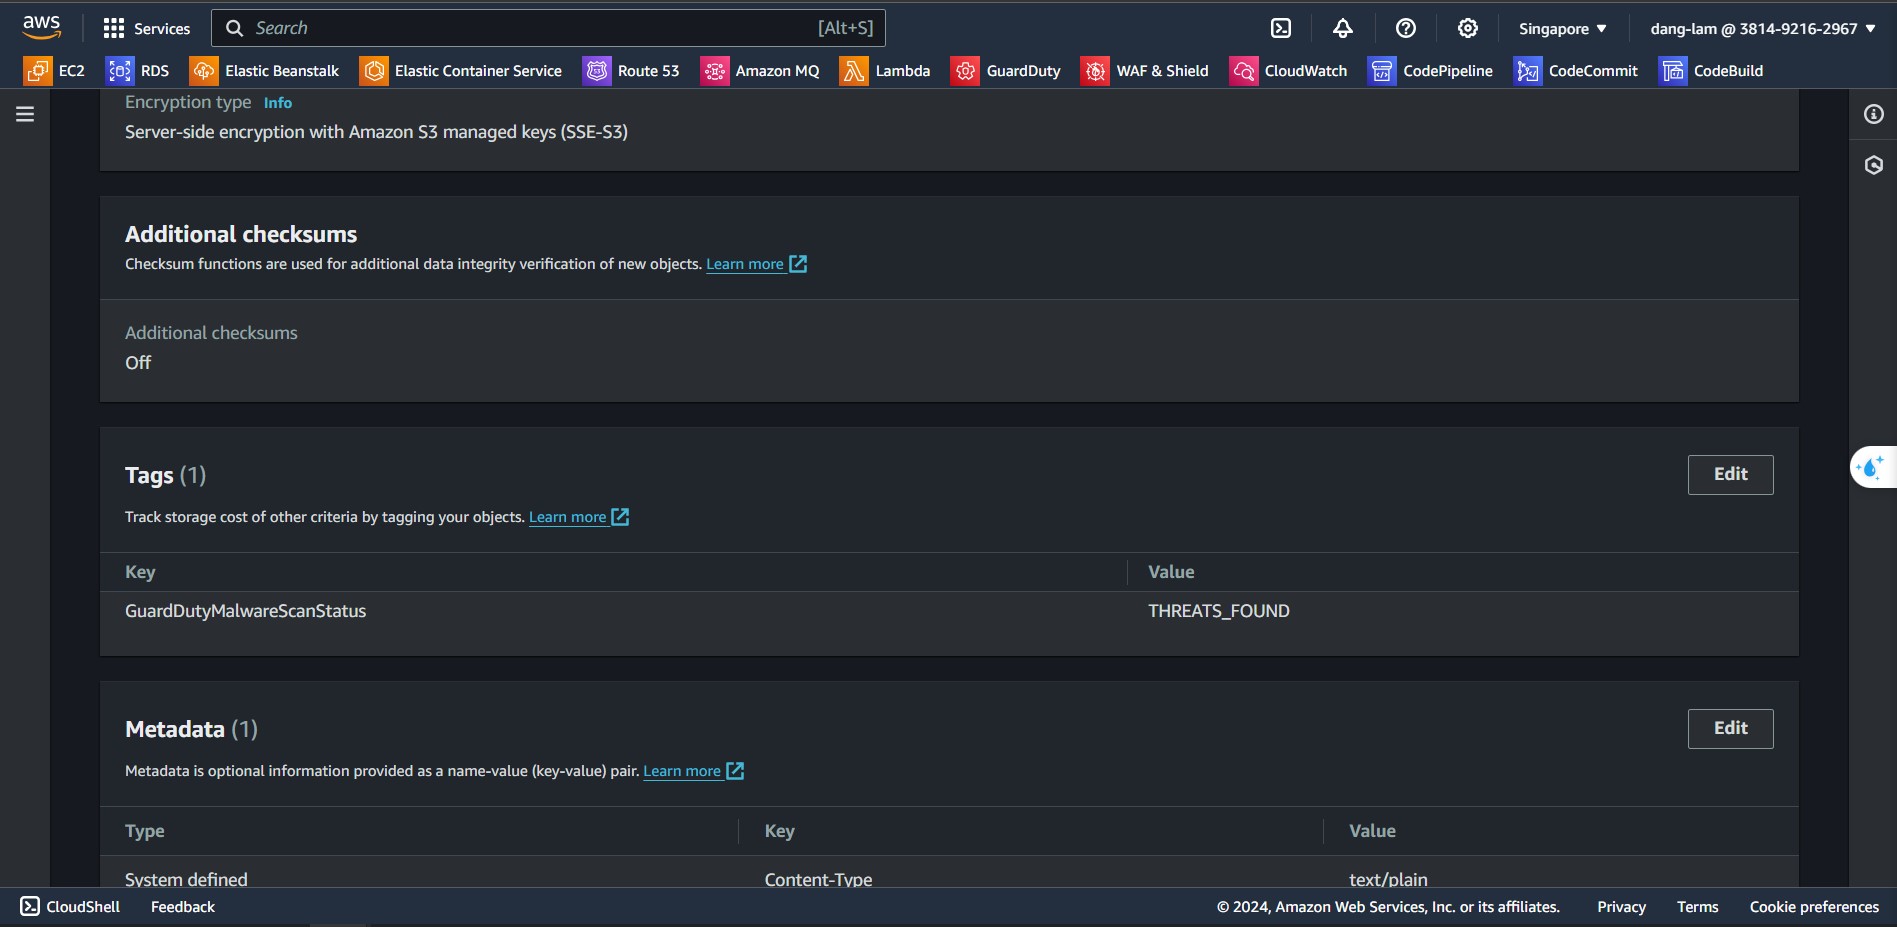 aws
Services
Search [Alt+S]
Singapore ▼
dang-lam @ 3814-9216-2967 ▼
EC2 RDS Elastic Beanstalk Elastic Container Service Route 53 Amazon MQ Lambda GuardDuty WAF & Shield CloudWatch CodePipeline CodeCommit CodeBuild
Encryption type Info
Server-side encryption with Amazon S3 managed keys (SSE-S3)
Additional checksums
Checksum functions are used for additional data integrity verification of new objects. Learn more
Additional checksums
Off
Tags (1)
Edit
Track storage cost of other criteria by tagging your objects. Learn more
Key Value
GuardDutyMalwareScanStatus THREATS_FOUND
Metadata (1)
Edit
Metadata is optional information provided as a name-value (key-value) pair. Learn more
Type Key Value
System defined Content-Type text/plain
CloudShell Feedback © 2024, Amazon Web Services, Inc. or its affiliates. Privacy Terms Cookie preferences